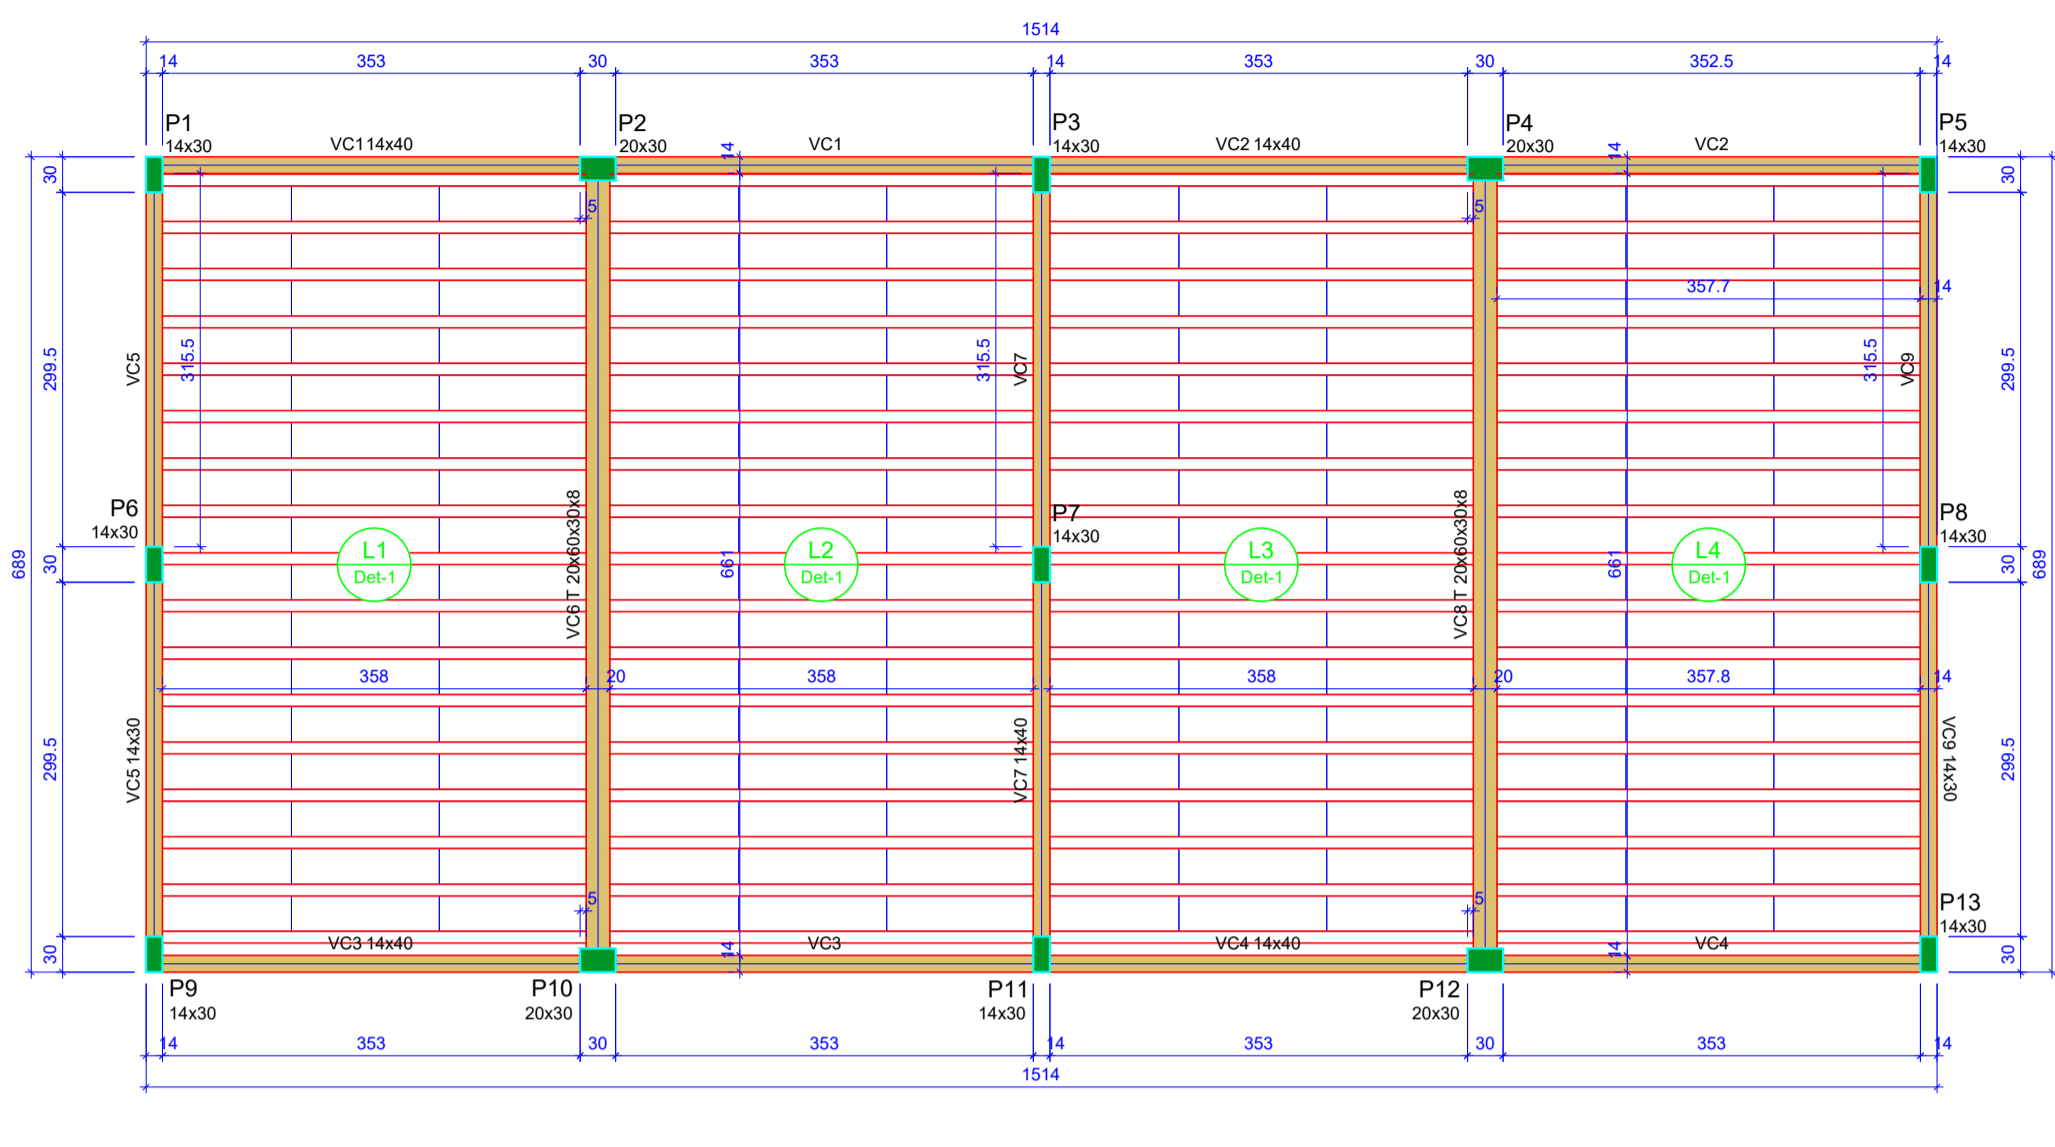 1514
14 353 30 353 14 353 30 352.5 14
P1 P2 P3 P4 P5
14x30 VC1 14x40 20x30 VC1 14x30 VC2 14x40 20x30 VC2 14x30
14 14
30 30
5 5
357.7 14
299.5 VC5 315.5 315.5 VC7 315.5 VC9 299.5
P6 P7 P8
14x30 14x30 14x30
VC6 T 20x60x30x8 VC8 T 20x60x30x8
L1 L2 L3 L4
Det-1 Det-1 Det-1 Det-1
689 30 661 661 30 689
358 20 358 358 20 357.8 14
299.5 VC5 14x30 VC7 14x40 VC9 14x30 299.5
5 5
P13
14x30
VC3 14x40 VC3 VC4 14x40 VC4
30 14 14 30
P9 P10 P11 P12
14x30 20x30 14x30 20x30
14 353 30 353 14 353 30 353 14
1514